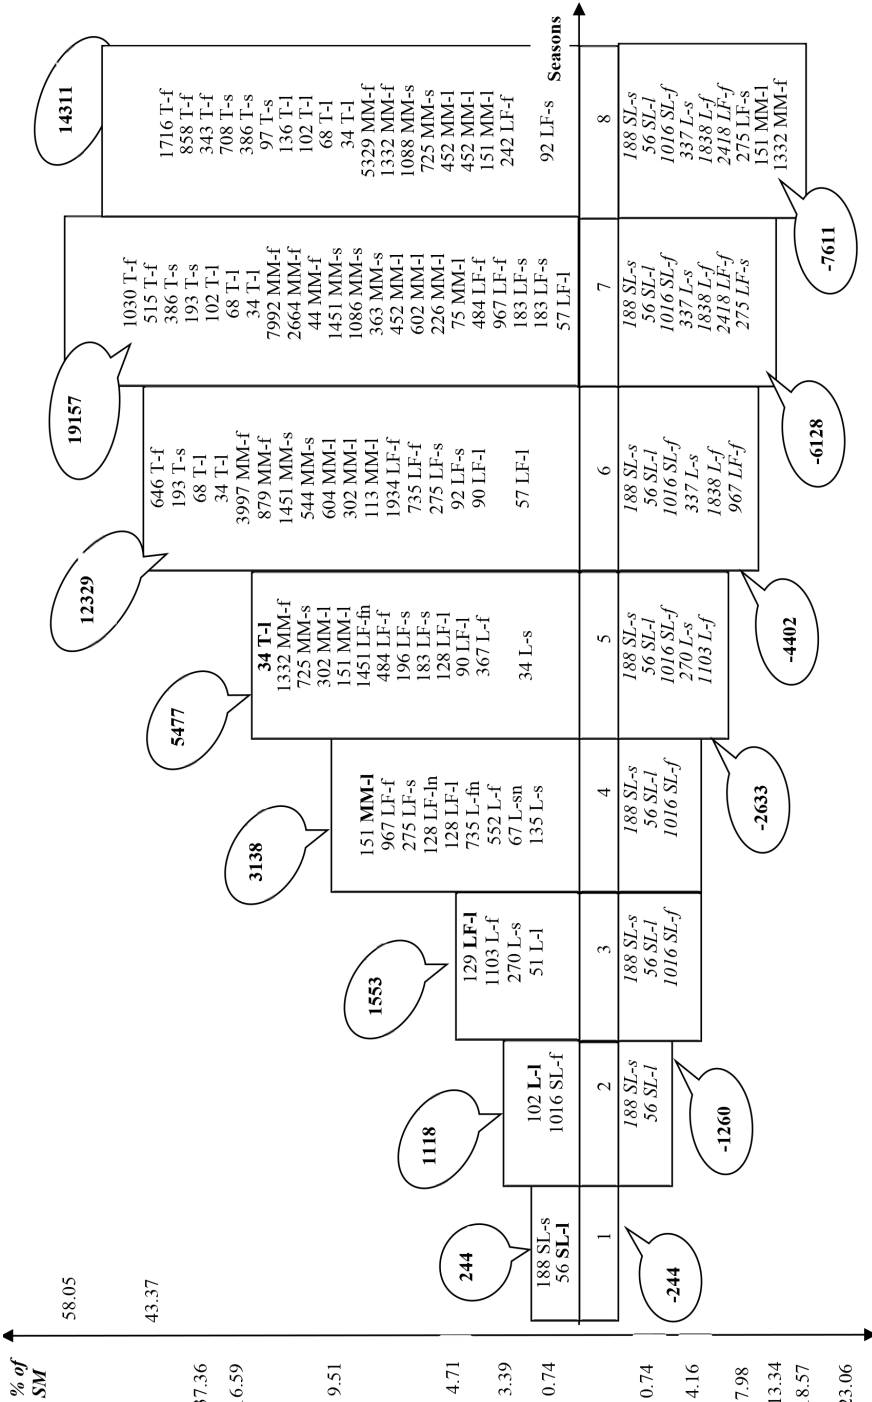 % of
SM
58.05
43.37
37.36
16.59
9.51
4.71
3.39
0.74
0.74
4.16
7.98
13.34
18.57
23.06
244
188 SL-s
56 SL-l
1
-244
1118
102 L-l
1016 SL-f
2
188 SL-s
56 SL-l
-1260
1553
129 LF-l
1103 L-f
270 L-s
51 L-l
3
188 SL-s
56 SL-l
1016 SL-f
3138
151 MM-l
967 LF-f
275 LF-s
128 LF-ln
128 LF-l
735 L-fn
552 L-f
67 L-sn
135 L-s
4
188 SL-s
56 SL-l
1016 SL-f
-2633
5477
34 T-l
1332 MM-f
725 MM-s
302 MM-l
151 MM-l
1451 LF-fn
484 LF-f
196 LF-s
183 LF-s
128 LF-l
90 LF-l
367 L-f
34 L-s
5
188 SL-s
56 SL-l
1016 SL-f
270 L-s
1103 L-f
-4402
12329
646 T-f
193 T-s
68 T-l
34 T-l
3997 MM-f
879 MM-f
1451 MM-s
544 MM-s
604 MM-l
302 MM-l
113 MM-l
1934 LF-f
735 LF-f
275 LF-s
92 LF-s
90 LF-l
57 LF-l
6
188 SL-s
56 SL-l
1016 SL-f
337 L-s
1838 L-f
967 LF-f
-6128
19157
1030 T-f
515 T-f
386 T-s
193 T-s
102 T-l
68 T-l
34 T-l
7992 MM-f
2664 MM-f
44 MM-f
1451 MM-s
1086 MM-s
363 MM-s
452 MM-l
602 MM-l
226 MM-l
75 MM-l
484 LF-f
967 LF-f
183 LF-s
183 LF-s
57 LF-l
7
188 SL-s
56 SL-l
1016 SL-f
337 L-s
1838 L-f
2418 LF-f
275 LF-s
-7611
14311
1716 T-f
858 T-f
343 T-f
708 T-s
386 T-s
97 T-s
136 T-l
102 T-l
68 T-l
34 T-l
5329 MM-f
1332 MM-f
1088 MM-s
725 MM-s
452 MM-l
452 MM-l
151 MM-l
242 LF-f
92 LF-s
Seasons
8
188 SL-s
56 SL-l
1016 SL-f
337 L-s
1838 L-f
2418 LF-f
275 LF-s
151 MM-l
1332 MM-f